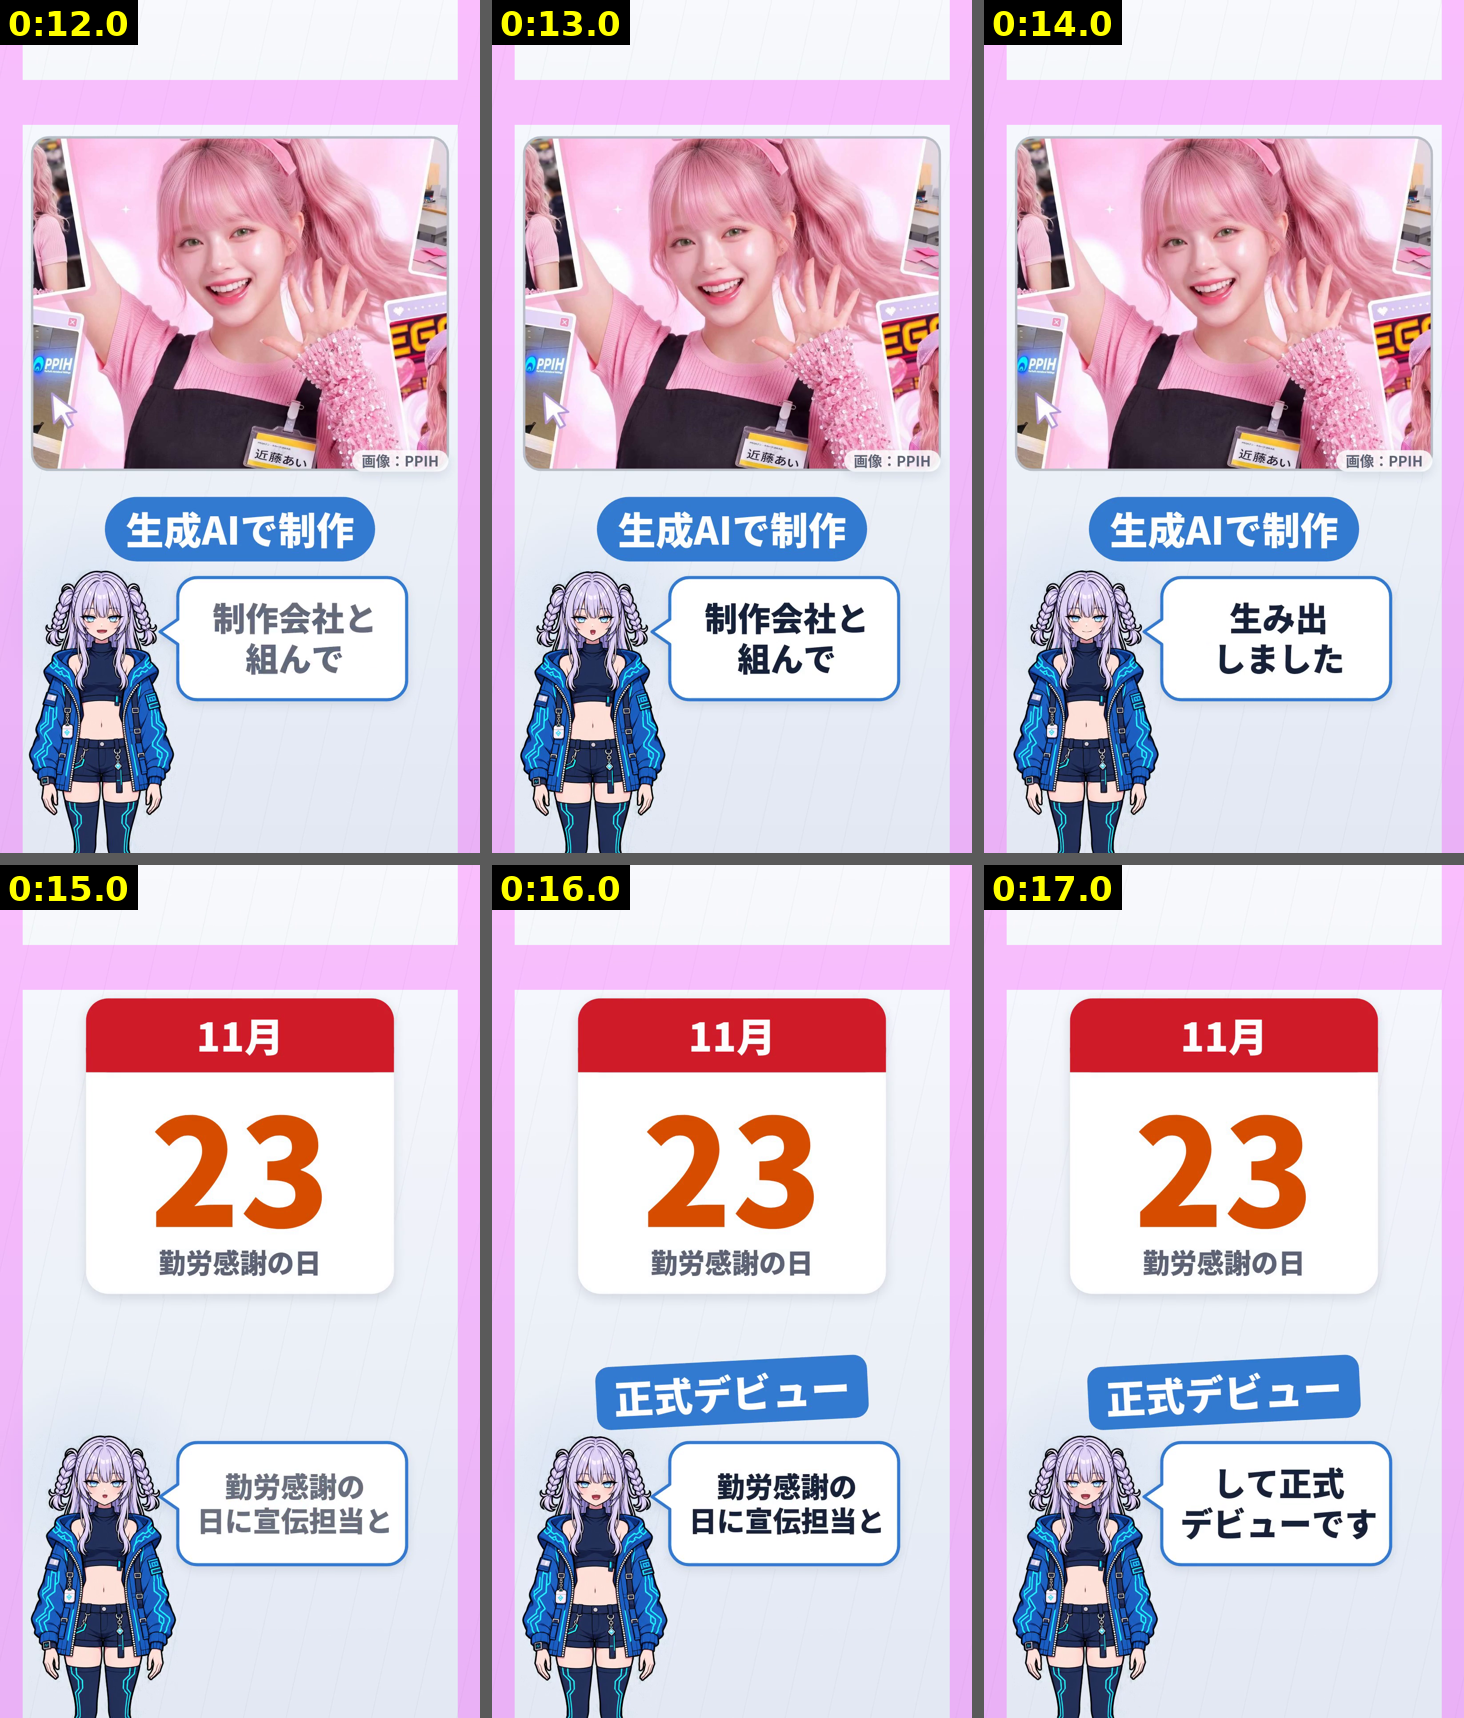 0:12.0
PPIH
EG
近藤あい
画像：PPIH
生成AIで制作
制作会社と
組んで
0:13.0
PPIH
EG
近藤あい
画像：PPIH
生成AIで制作
制作会社と
組んで
0:14.0
PPIH
EG
近藤あい
画像：PPIH
生成AIで制作
生み出
しました
0:15.0
11月
23
勤労感謝の日
勤労感謝の
日に宣伝担当と
0:16.0
11月
23
勤労感謝の日
正式デビュー
勤労感謝の
日に宣伝担当と
0:17.0
11月
23
勤労感謝の日
正式デビュー
して正式
デビューです